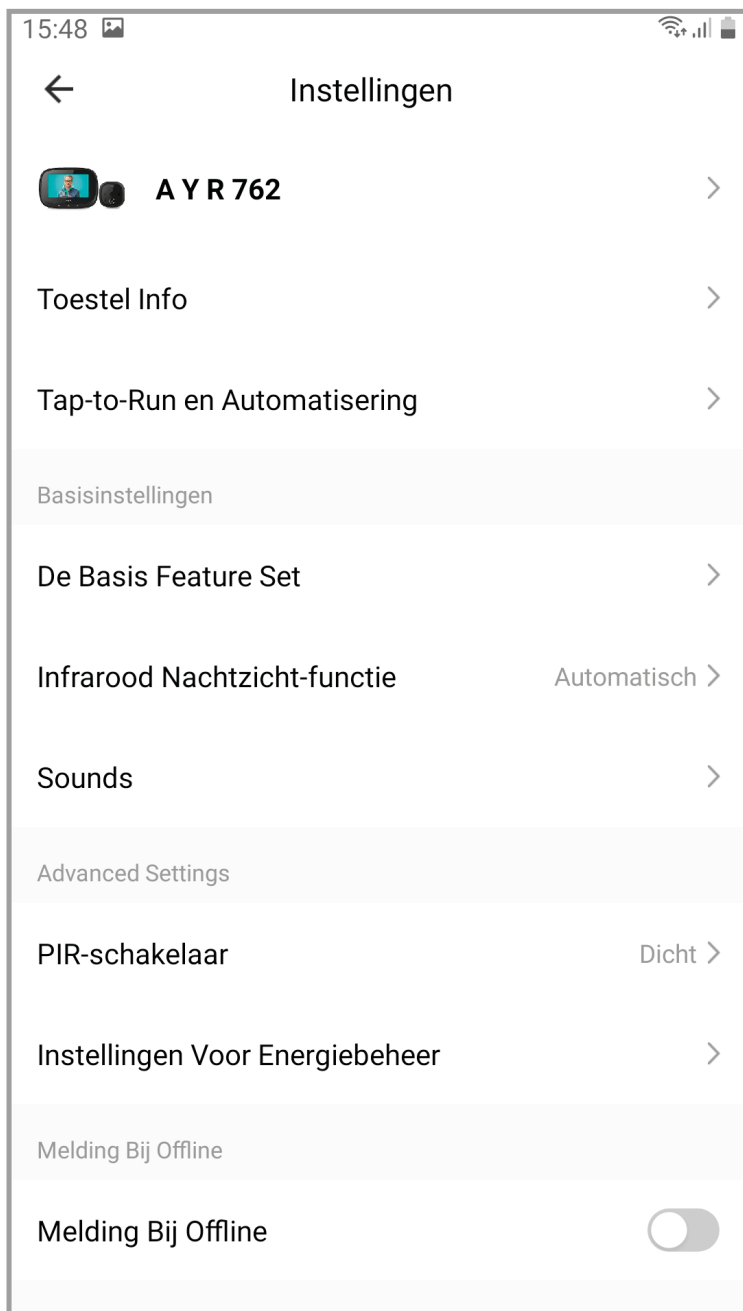 15:48
Instellingen
A Y R 762
Toestel Info
Tap-to-Run en Automatisering
Basisinstellingen
De Basis Feature Set
Infrarood Nachtzicht-functie Automatisch
Sounds
Advanced Settings
PIR-schakelaar Dicht
Instellingen Voor Energiebeheer
Melding Bij Offline
Melding Bij Offline